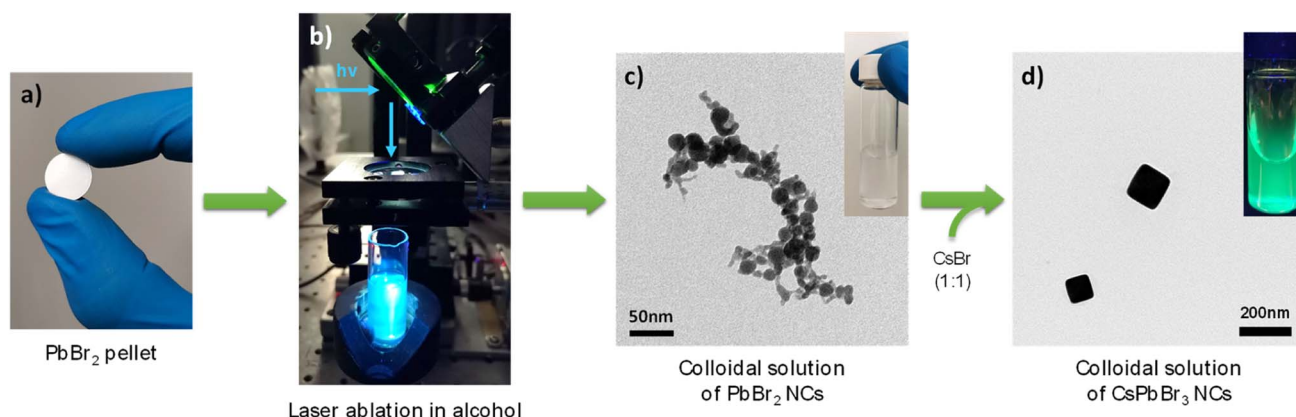 a)
PbBr₂ pellet
b)
hν
Laser ablation in alcohol
c)
50nm
Colloidal solution
of PbBr₂ NCs
CsBr
(1:1)
d)
200nm
Colloidal solution
of CsPbBr₃ NCs